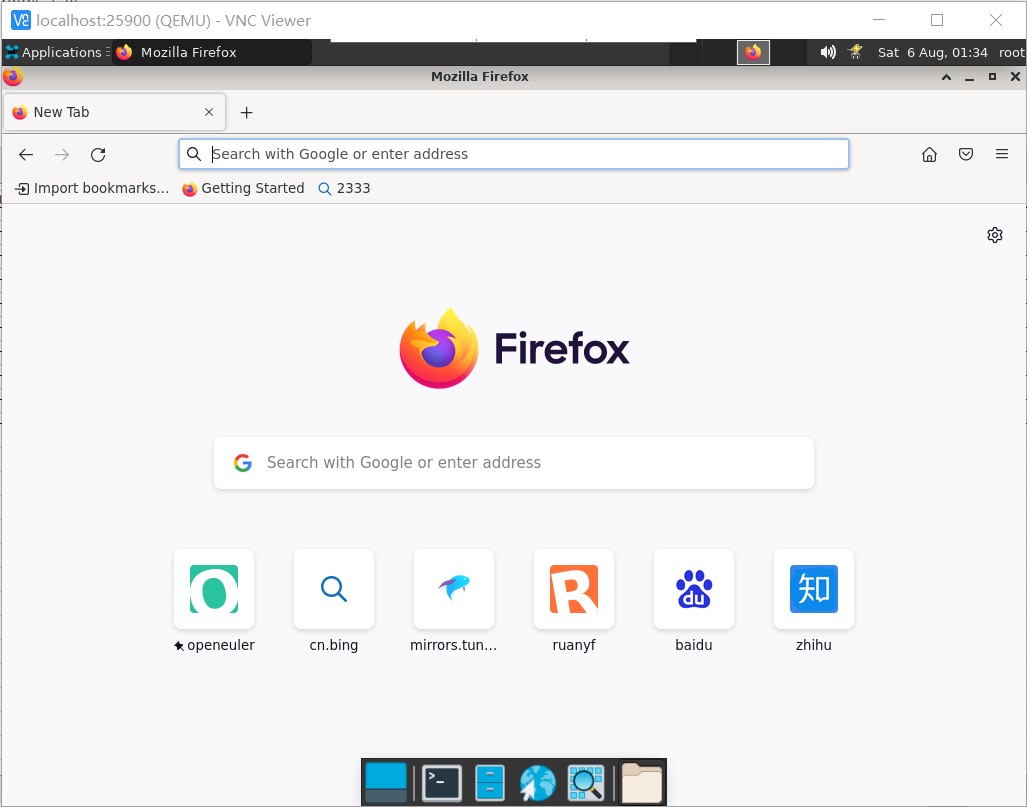 localhost:25900 (QEMU) - VNC Viewer
Applications Mozilla Firefox Sat 6 Aug, 01:34 root
Mozilla Firefox
New Tab
Search with Google or enter address
Import bookmarks... Getting Started 2333
Firefox
Search with Google or enter address
知
du
openeuler cn.bing mirrors.tun... ruanyf baidu zhihu